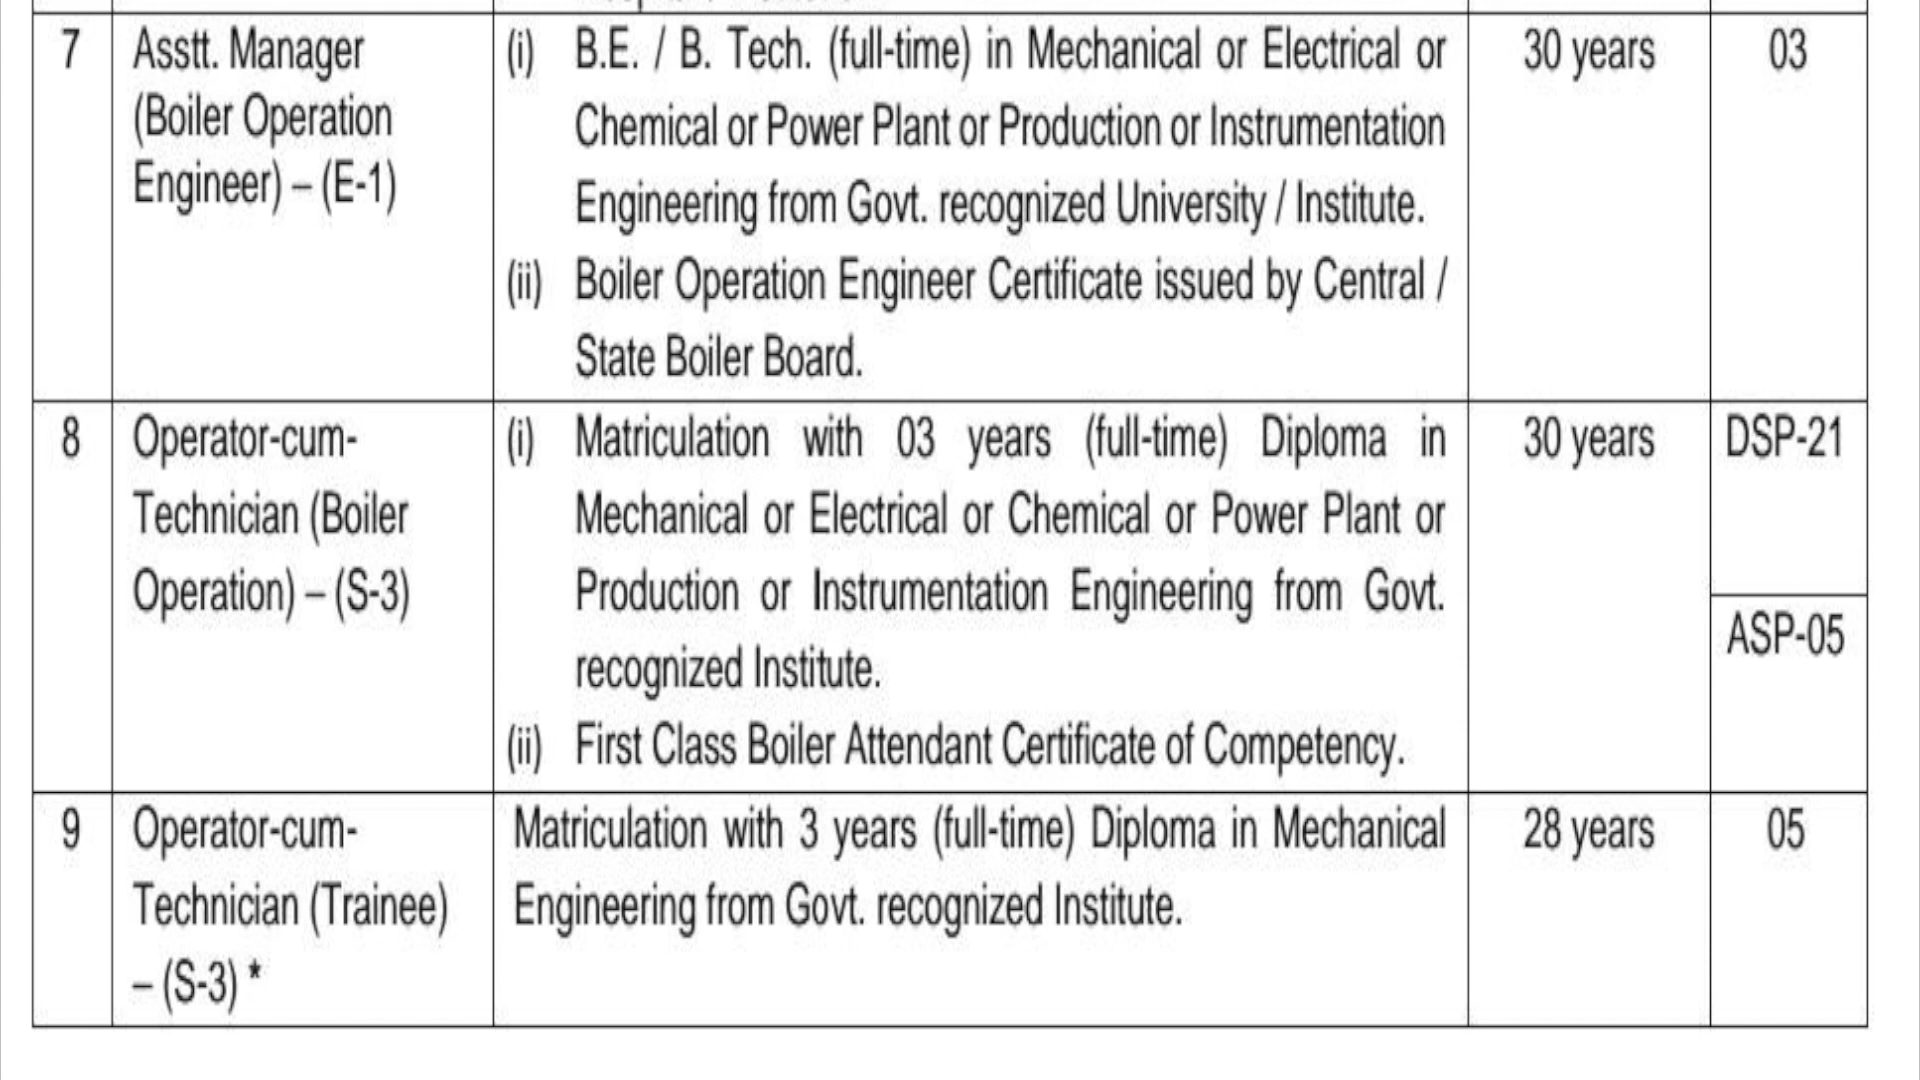 7
Asstt. Manager
(Boiler Operation
Engineer) – (E-1)
(i) B.E. / B. Tech. (full-time) in Mechanical or Electrical or
Chemical or Power Plant or Production or Instrumentation
Engineering from Govt. recognized University / Institute.
(ii) Boiler Operation Engineer Certificate issued by Central /
State Boiler Board.
30 years
03
8
Operator-cum-
Technician (Boiler
Operation) – (S-3)
(i) Matriculation with 03 years (full-time) Diploma in
Mechanical or Electrical or Chemical or Power Plant or
Production or Instrumentation Engineering from Govt.
recognized Institute.
(ii) First Class Boiler Attendant Certificate of Competency.
30 years
DSP-21
ASP-05
9
Operator-cum-
Technician (Trainee)
– (S-3) *
Matriculation with 3 years (full-time) Diploma in Mechanical
Engineering from Govt. recognized Institute.
28 years
05